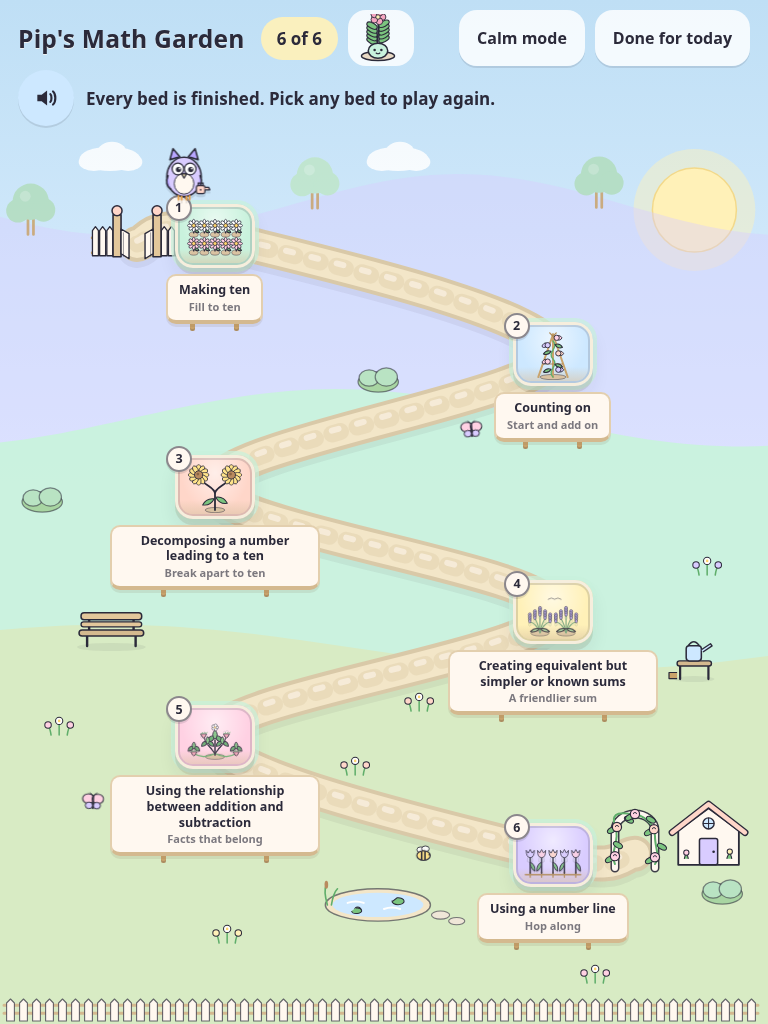 Pip's Math Garden
6 of 6
Calm mode
Done for today
Every bed is finished. Pick any bed to play again.
1
Making ten
Fill to ten
2
Counting on
Start and add on
3
Decomposing a number
leading to a ten
Break apart to ten
4
Creating equivalent but
simpler or known sums
A friendlier sum
5
Using the relationship
between addition and
subtraction
Facts that belong
6
Using a number line
Hop along